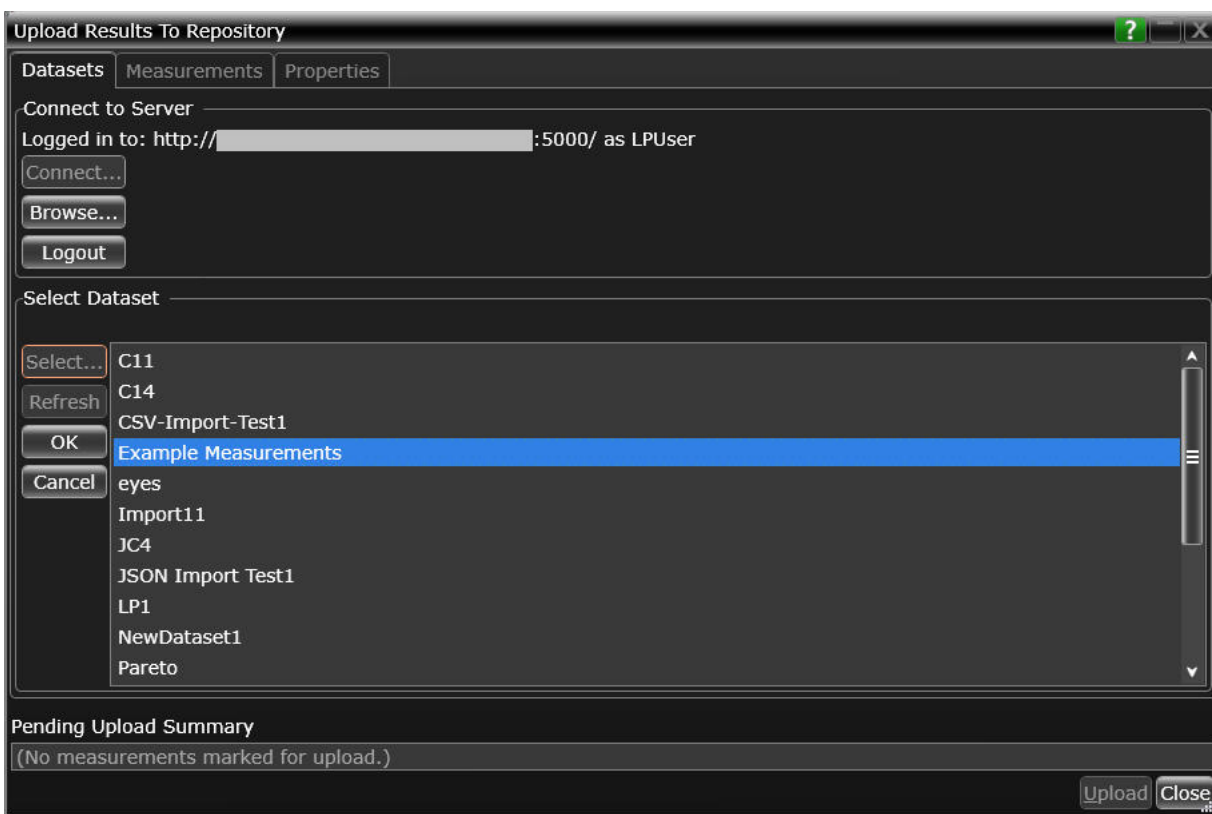 Upload Results To Repository
?
X
Datasets Measurements Properties
Connect to Server
Logged in to: http:// :5000/ as LPUser
Connect...
Browse...
Logout
Select Dataset
Select...
Refresh
OK
Cancel
C11
C14
CSV-Import-Test1
Example Measurements
eyes
Import11
JC4
JSON Import Test1
LP1
NewDataset1
Pareto
Pending Upload Summary
(No measurements marked for upload.)
Upload Close